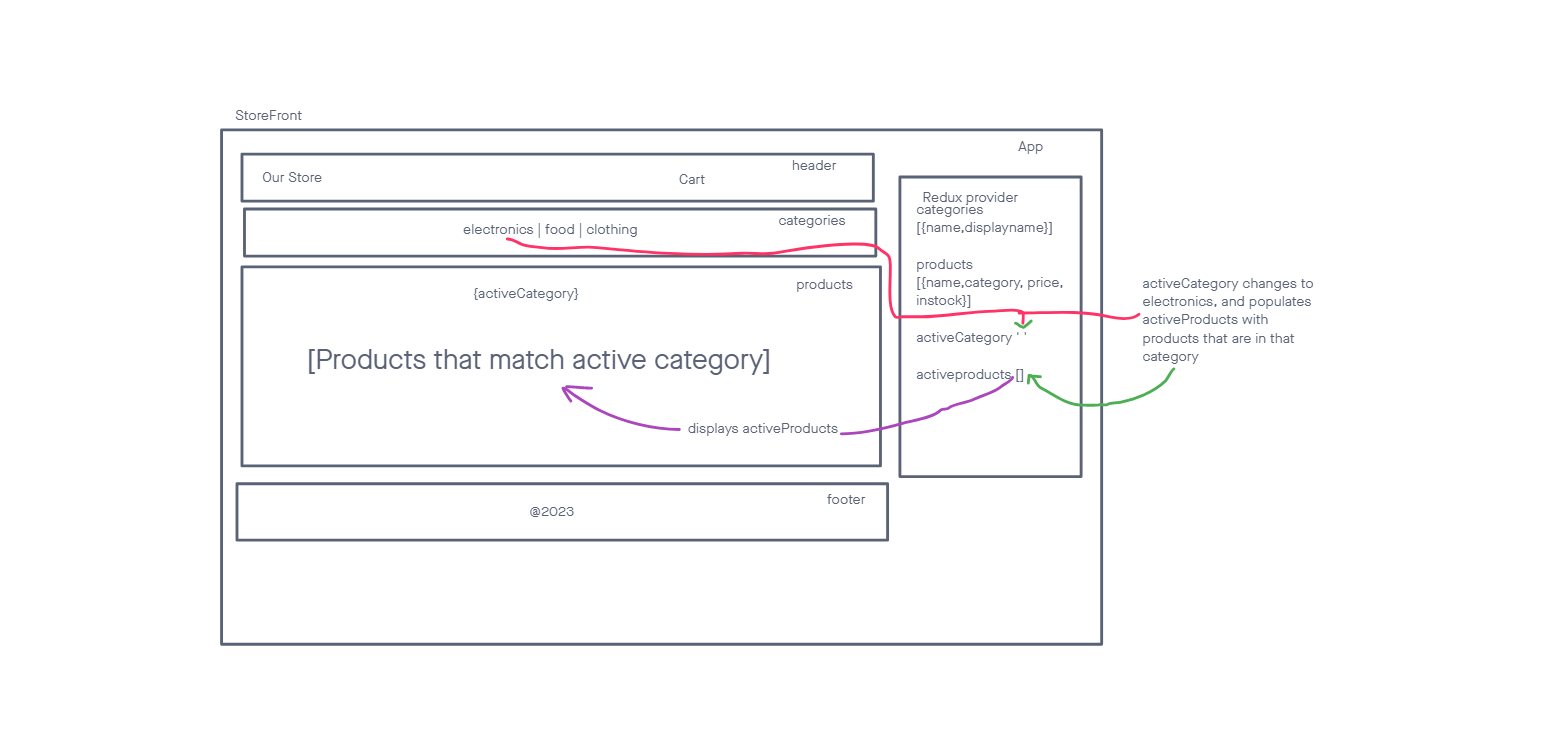 StoreFront
App
header
Our Store
Cart
categories
electronics | food | clothing
products
{activeCategory}
[Products that match active category]
displays activeProducts
footer
@2023
Redux provider
categories
[{name,displayname}]
products
[{name,category, price,
instock}]
activeCategory ' '
activeproducts []
activeCategory changes to
electronics, and populates
activeProducts with
products that are in that
category